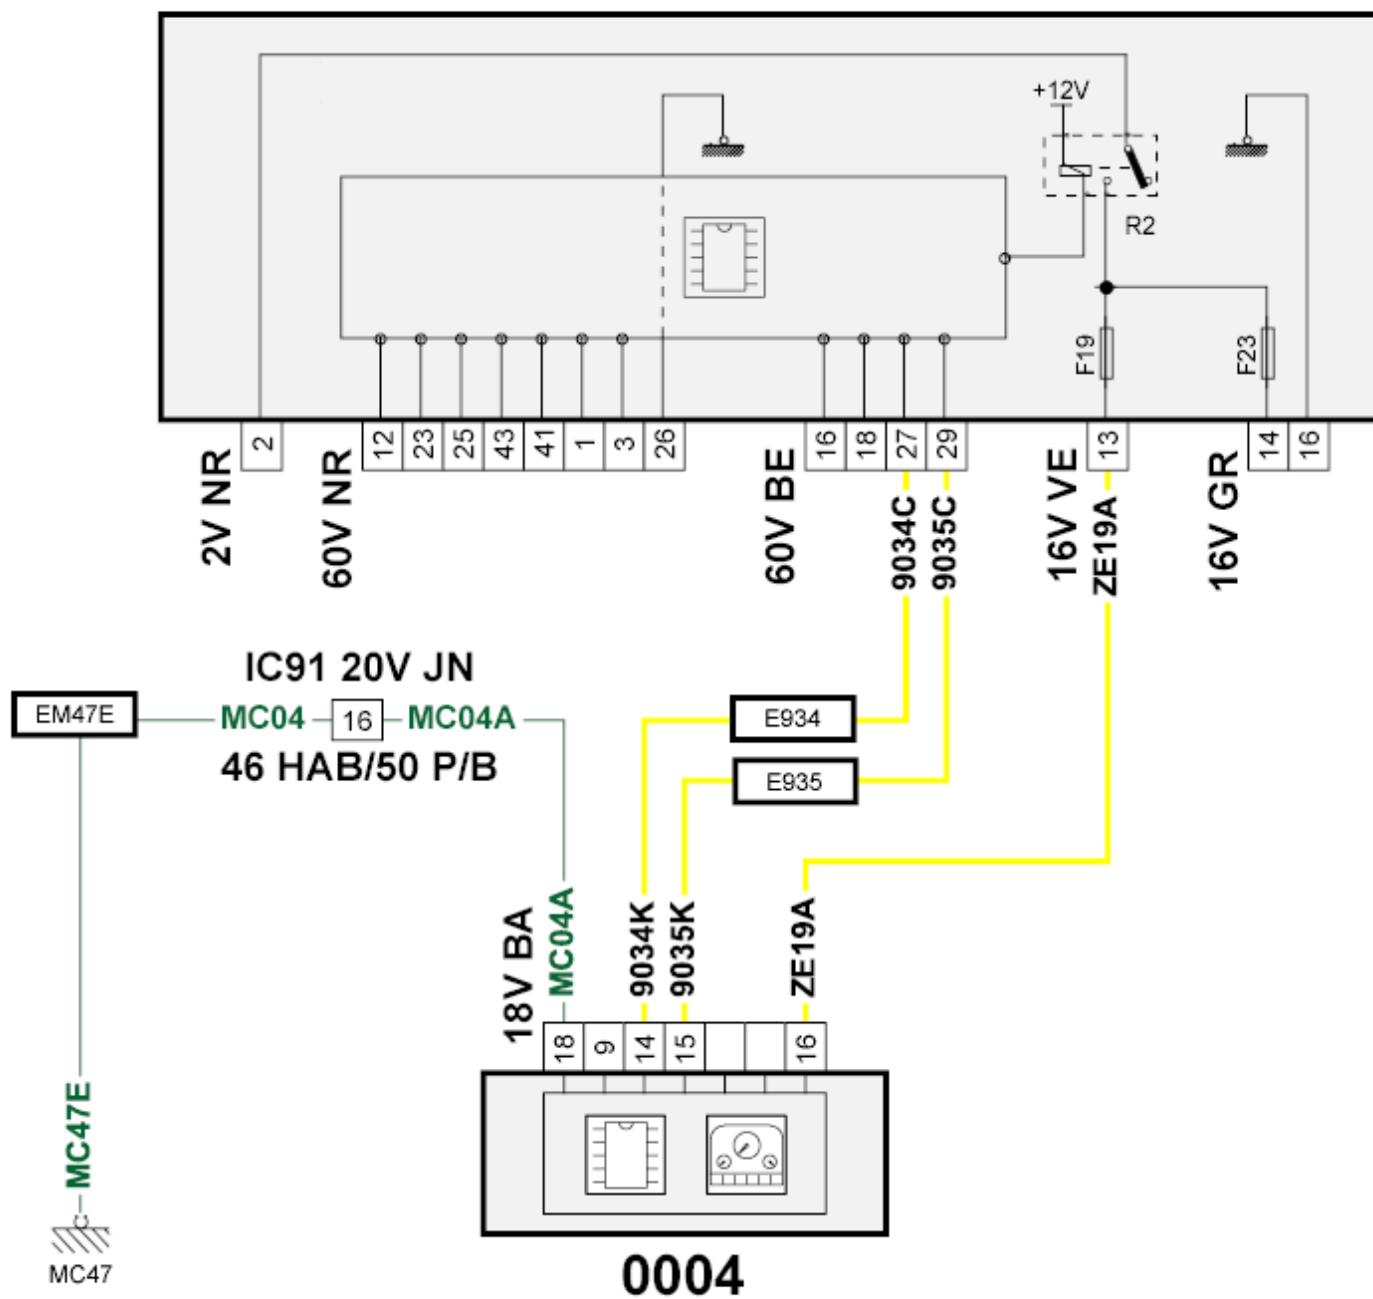 +12V
R2
F19
F23
2
12
23
25
43
41
1
3
26
16
18
27
29
13
14
16
2V NR
60V NR
60V BE
16V VE
16V GR
9034C
9035C
ZE19A
IC91 20V JN
EM47E
MC04
16
MC04A
46 HAB/50 P/B
E934
E935
18V BA
MC04A
9034K
9035K
ZE19A
18
9
14
15
16
MC47E
MC47
0004